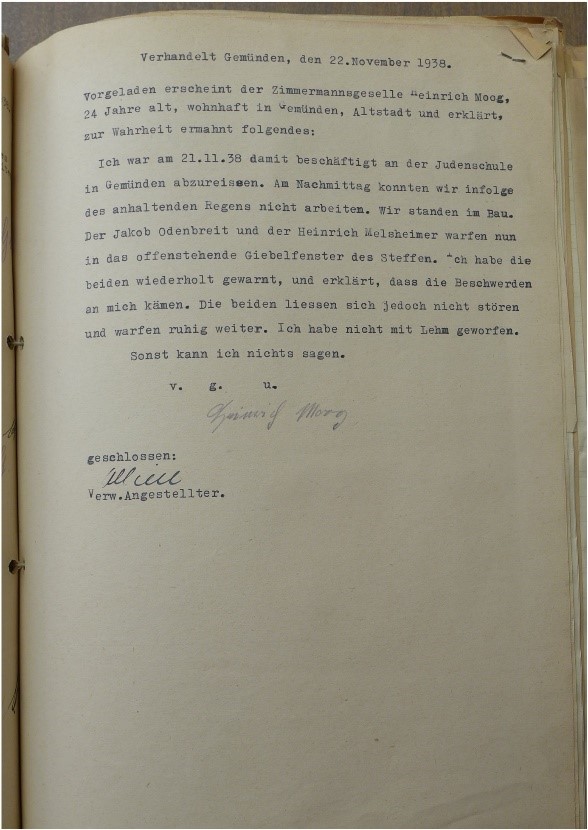 Verhandelt Gemünden, den 22.November 1938.
Vorgeladen erscheint der Zimmermannsgeselle Heinrich Moog,
24 Jahre alt, wohnhaft in Gemünden, Altstadt und erklärt,
zur Wahrheit ermahnt folgendes:
Ich war am 21.11.38 damit beschäftigt an der Judenschule
in Gemünden abzureissen. Am Nachmittag konnten wir infolge
des anhaltenden Regens nicht arbeiten. Wir standen im Bau.
Der Jakob Odenbreit und der Heinrich Melsheimer warfen nun
in das offenstehende Giebelfenster des Steffen. Ich habe die
beiden wiederholt gewarnt, und erklärt, dass die Beschwerden
an mich kämen. Die beiden liessen sich jedoch nicht stören
und warfen ruhig weiter. Ich habe nicht mit Lehm geworfen.
Sonst kann ich nichts sagen.
v. g. u.
Heinrich Moog
geschlossen:
Verw.Angestellter.